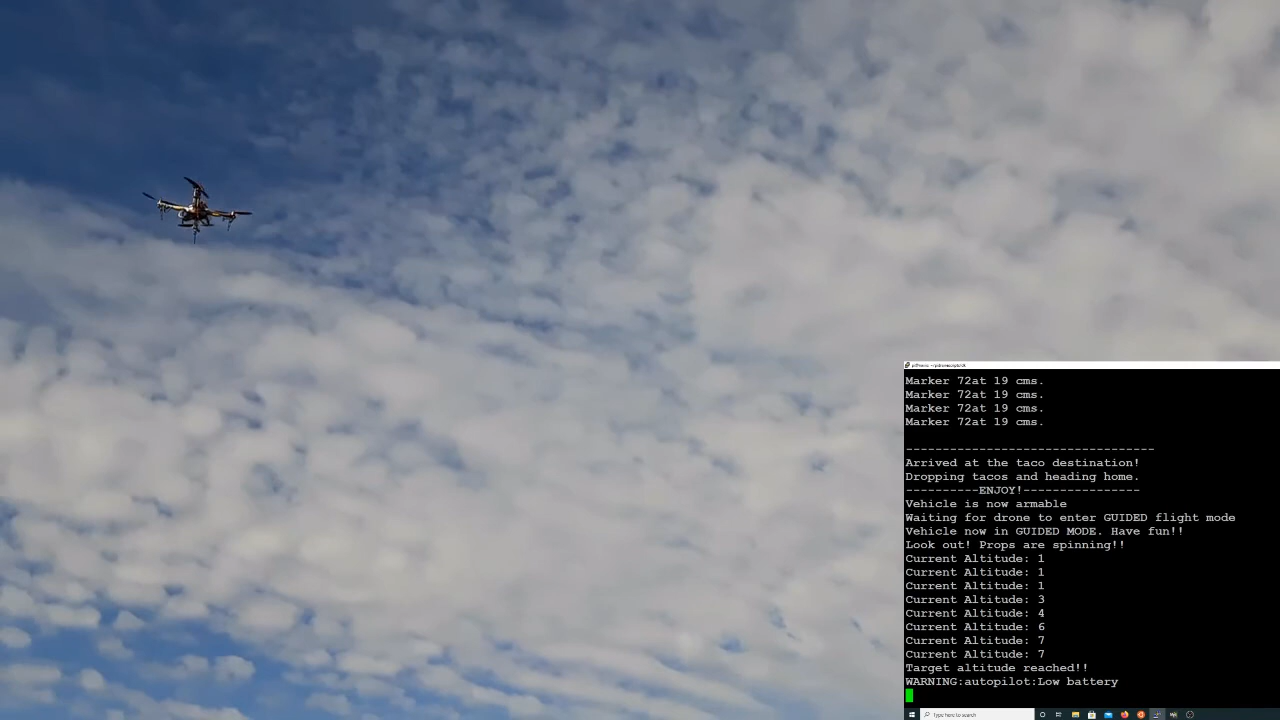 Marker 72at 19 cms.
Marker 72at 19 cms.
Marker 72at 19 cms.
Marker 72at 19 cms.
----------------------------------
Arrived at the taco destination!
Dropping tacos and heading home.
----------ENJOY!----------------
Vehicle is now armable
Waiting for drone to enter GUIDED flight mode
Vehicle now in GUIDED MODE. Have fun!!
Look out! Props are spinning!!
Current Altitude: 1
Current Altitude: 1
Current Altitude: 1
Current Altitude: 3
Current Altitude: 4
Current Altitude: 6
Current Altitude: 7
Current Altitude: 7
Target altitude reached!!
WARNING:autopilot:Low battery
Type here to search